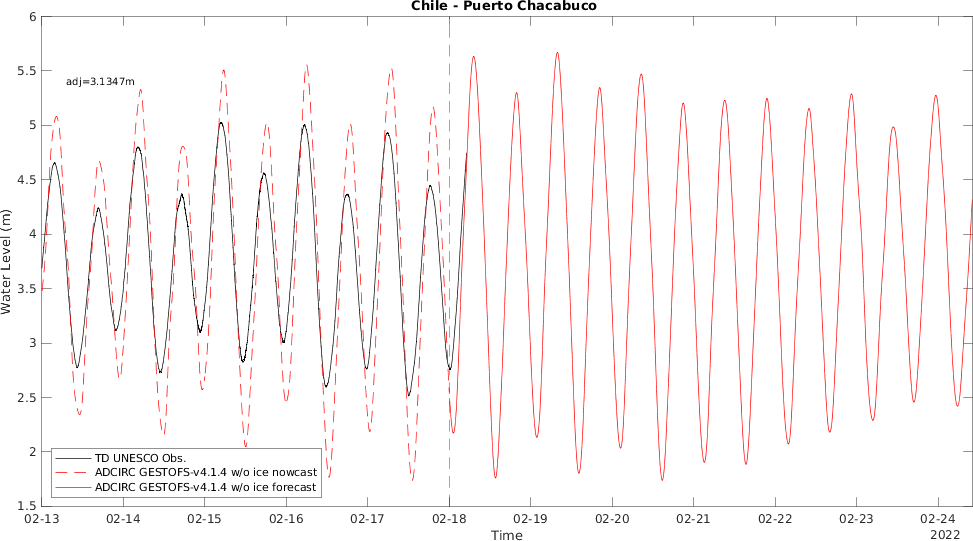 Chile - Puerto Chacabuco
6
5.5
adj=3.1347m
5
4.5
4
3.5
3
2.5
2
1.5
Water Level (m)
TD UNESCO Obs.
ADCIRC GESTOFS-v4.1.4 w/o ice nowcast
ADCIRC GESTOFS-v4.1.4 w/o ice forecast
02-13 02-14 02-15 02-16 02-17 02-18 02-19 02-20 02-21 02-22 02-23 02-24
Time
2022